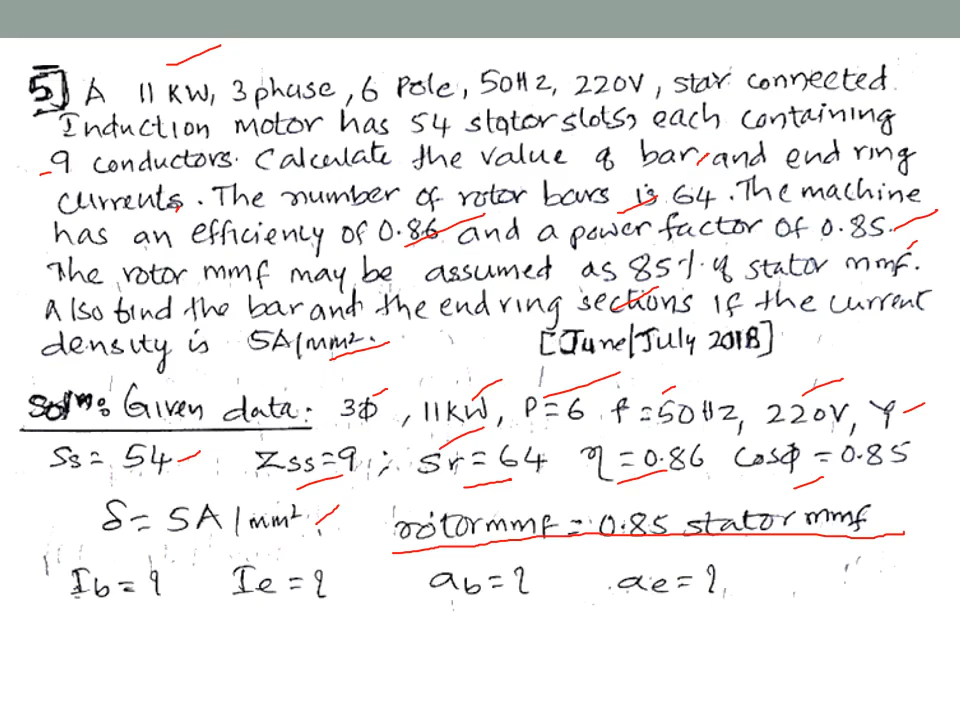 5] A 11 KW, 3 phase, 6 Pole, 50HZ, 220V, star connected
Induction motor has 54 stator slots, each containing
9 conductors. Calculate the value of bar and end ring
currents. The number of rotor bars is 64. The machine
has an efficiency of 0.86 and a power factor of 0.85.
The rotor mmf may be assumed as 85% of stator mmf.
Also find the bar and the end ring sections if the current
density is 5A/mm².
[June/July 2018]
Soln: Given data: 3Φ, 11KW, P=6 f=50HZ, 220V, Y
Ss = 54 Zss=9; Sr=64 η=0.86 cosϕ=0.85
δ= 5A/mm² rotor mmf = 0.85 stator mmf
Ib=? Ie=? ab=? ae=?